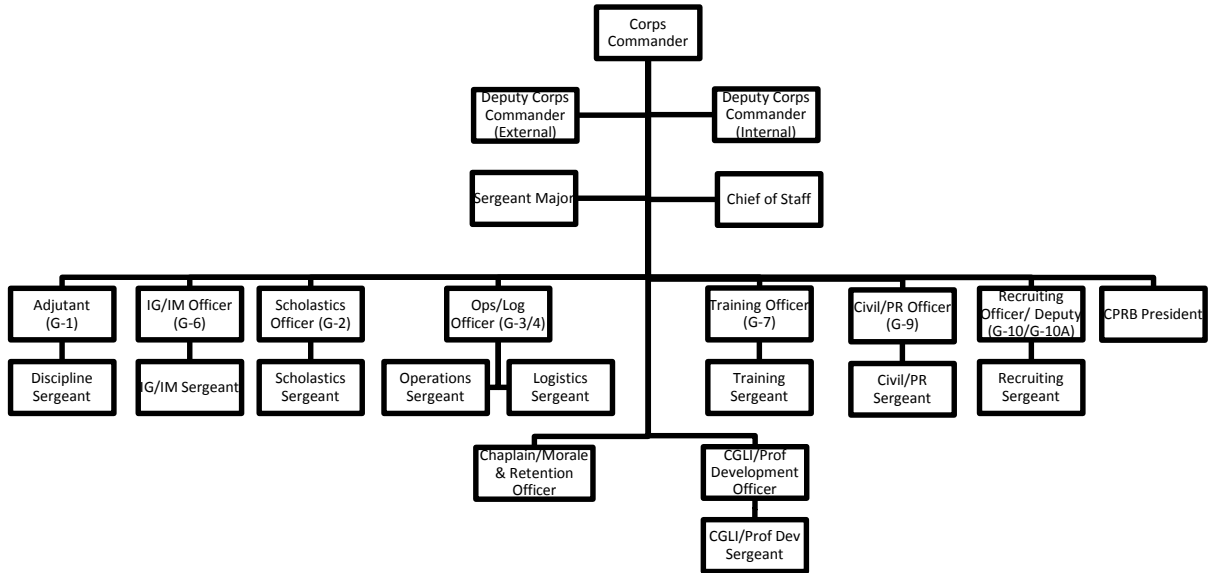 Corps
Commander
Deputy Corps
Commander
(External)
Deputy Corps
Commander
(Internal)
Sergeant Major
Chief of Staff
Adjutant
(G-1)
IG/IM Officer
(G-6)
Scholastics
Officer (G-2)
Ops/Log
Officer (G-3/4)
Training Officer
(G-7)
Civil/PR Officer
(G-9)
Recruiting
Officer/ Deputy
(G-10/G-10A)
CPRB President
Discipline
Sergeant
IG/IM Sergeant
Scholastics
Sergeant
Operations
Sergeant
Logistics
Sergeant
Training
Sergeant
Civil/PR
Sergeant
Recruiting
Sergeant
Chaplain/Morale
& Retention
Officer
CGLI/Prof
Development
Officer
CGLI/Prof Dev
Sergeant